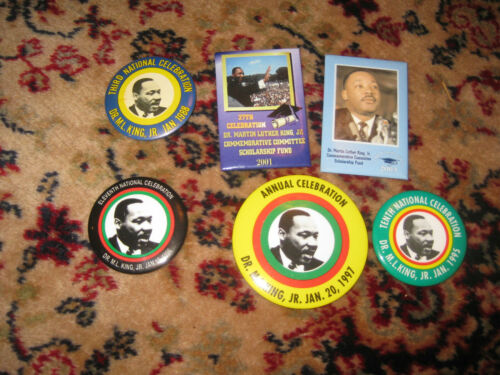 THIRD NATIONAL CELEBRATION
DR. M.L. KING, JR. JAN 1988
27TH
CELEBRATION
DR. MARTIN LUTHER KING, JR.
COMMEMORATIVE COMMITTEE
SCHOLARSHIP FUND
2001
Dr. Martin Luther King, Jr.
Commemorative Committee
Scholarship Fund
2003
ELEVENTH NATIONAL CELEBRATION
DR. M.L. KING, JR. JAN
ANNUAL CELEBRATION
DR. M. KING, JR. JAN. 20, 1997
TENTH NATIONAL CELEBRATION
DR. M.L. KING, JR. JAN 1995